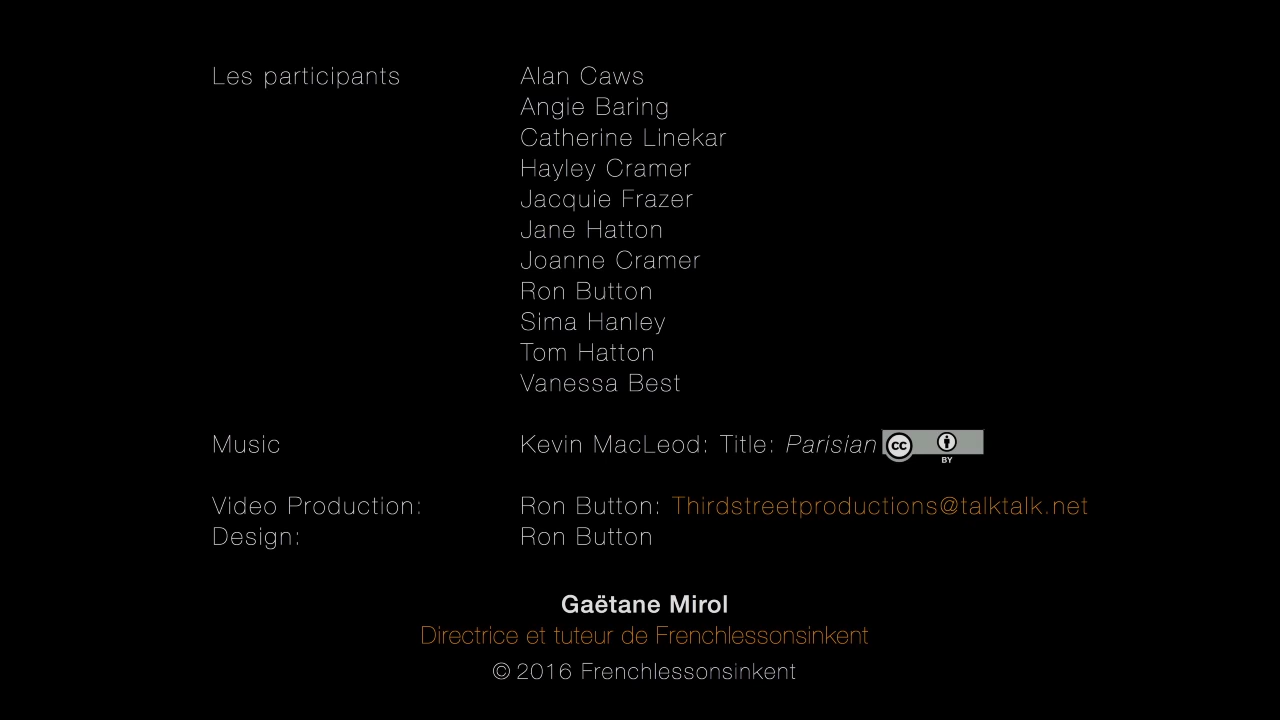 Les participants Alan Caws
Angie Baring
Catherine Linekar
Hayley Cramer
Jacquie Frazer
Jane Hatton
Joanne Cramer
Ron Button
Sima Hanley
Tom Hatton
Vanessa Best
Music Kevin MacLeod: Title: Parisian cc BY
Video Production: Ron Button: Thirdstreetproductions@talktalk.net
Design: Ron Button
Gaëtane Mirol
Directrice et tuteur de Frenchlessonsinkent
© 2016 Frenchlessonsinkent